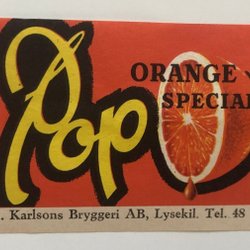 Pop
ORANGE
SPECIAL
. Karlsons Bryggeri AB, Lysekil. Tel. 48